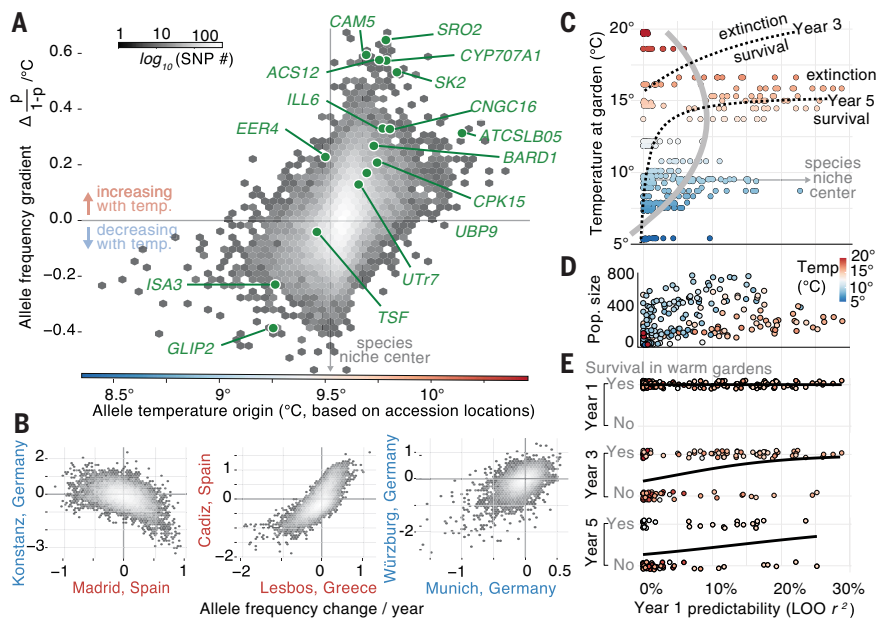 A
1 10 100
log10 (SNP #)
Allele frequency gradient Δ p/1-p /°C
0.6
0.4
0.2
0.0
−0.2
−0.4
increasing
with temp.
decreasing
with temp.
CAM5
SRO2
ACS12
CYP707A1
SK2
ILL6
CNGC16
EER4
ATCSLB05
BARD1
CPK15
UBP9
UTr7
ISA3
TSF
GLIP2
species
niche center
8.5° 9° 9.5° 10°
Allele temperature origin (°C, based on accession locations)
B
Konstanz, Germany
2
0
−3
−1 0 1
Madrid, Spain
Cadiz, Spain
2
0
−2
−1 0 1
Lesbos, Greece
Würzburg, Germany
1
0
−2
−1 0 0.5
Munich, Germany
Allele frequency change / year
C
Temperature at garden (°C)
20°
15°
10°
5°
extinction
survival
Year 3
extinction
Year 5
survival
species
niche
center
D
Pop. size
800
400
0
Temp
(°C)
20°
15°
10°
5°
E
Survival in warm gardens
Year 1
Yes
No
Year 3
Yes
No
Year 5
Yes
No
0% 10% 20% 30%
Year 1 predictability (LOO r²)